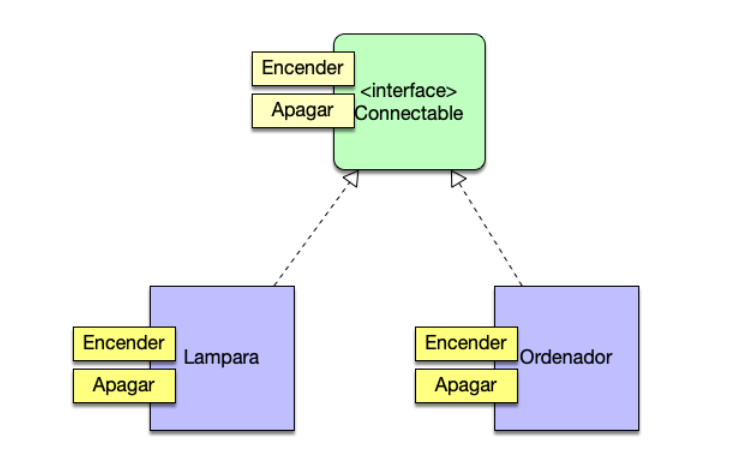 Encender
Apagar
<interface>
Connectable
Encender
Apagar
Lampara
Encender
Apagar
Ordenador